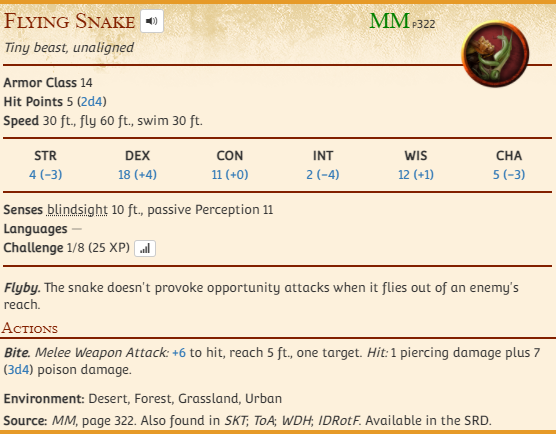 Flying Snake
MM P322
Tiny beast, unaligned
Armor Class 14
Hit Points 5 (2d4)
Speed 30 ft., fly 60 ft., swim 30 ft.
STR DEX CON INT WIS CHA
4 (−3) 18 (+4) 11 (+0) 2 (−4) 12 (+1) 5 (−3)
Senses blindsight 10 ft., passive Perception 11
Languages —
Challenge 1/8 (25 XP)
Flyby. The snake doesn't provoke opportunity attacks when it flies out of an enemy's
reach.
Actions
Bite. Melee Weapon Attack: +6 to hit, reach 5 ft., one target. Hit: 1 piercing damage plus 7
(3d4) poison damage.
Environment: Desert, Forest, Grassland, Urban
Source: MM, page 322. Also found in SKT; ToA; WDH; IDRotF. Available in the SRD.